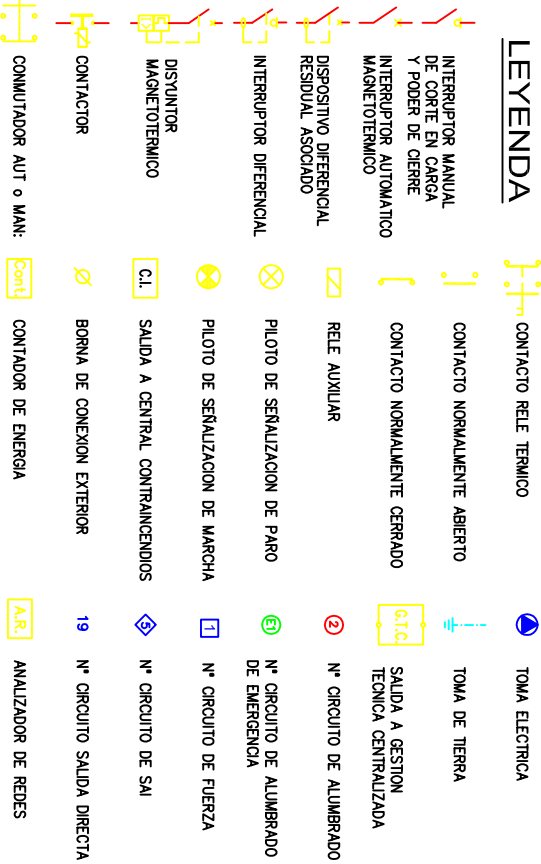 LEYENDA
INTERRUPTOR MANUAL
DE CORTE EN CARGA
Y PODER DE CIERRE
INTERRUPTOR AUTOMATICO
MAGNETOTERMICO
DISPOSITIVO DIFERENCIAL
RESIDUAL ASOCIADO
INTERRUPTOR DIFERENCIAL
DISYUNTOR
MAGNETOTERMICO
CONTACTOR
CONMUTADOR AUT o MAN:
CONTACTO RELE TERMICO
CONTACTO NORMALMENTE ABIERTO
CONTACTO NORMALMENTE CERRADO
RELE AUXILIAR
PILOTO DE SEÑALIZACION DE PARO
PILOTO DE SEÑALIZACION DE MARCHA
C.I.
SALIDA A CENTRAL CONTRAINCENDIOS
BORNA DE CONEXION EXTERIOR
Cont.
CONTADOR DE ENERGIA
TOMA ELECTRICA
TOMA DE TIERRA
G.T.C.
SALIDA A GESTION
TECNICA CENTRALIZADA
2
Nº CIRCUITO DE ALUMBRADO
E1
Nº CIRCUITO DE ALUMBRADO
DE EMERGENCIA
1
Nº CIRCUITO DE FUERZA
5
Nº CIRCUITO DE SAI
19
Nº CIRCUITO SALIDA DIRECTA
A.R.
ANALIZADOR DE REDES